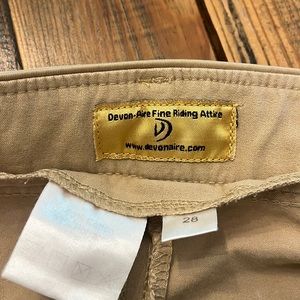 Devon-Aire Fine Riding Attire
D
www.devonaire.com
28